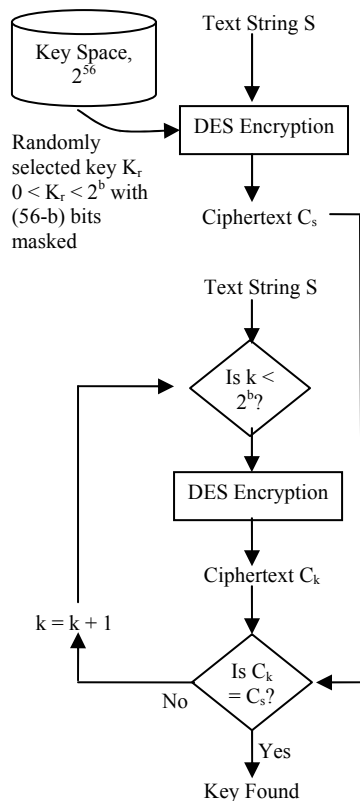 Text String S
Key Space,
2^56
DES Encryption
Randomly
selected key K_r
0 < K_r < 2^b with
(56-b) bits
masked
Ciphertext C_s
Text String S
Is k <
2^b?
DES Encryption
Ciphertext C_k
k = k + 1
Is C_k
= C_s?
No
Yes
Key Found